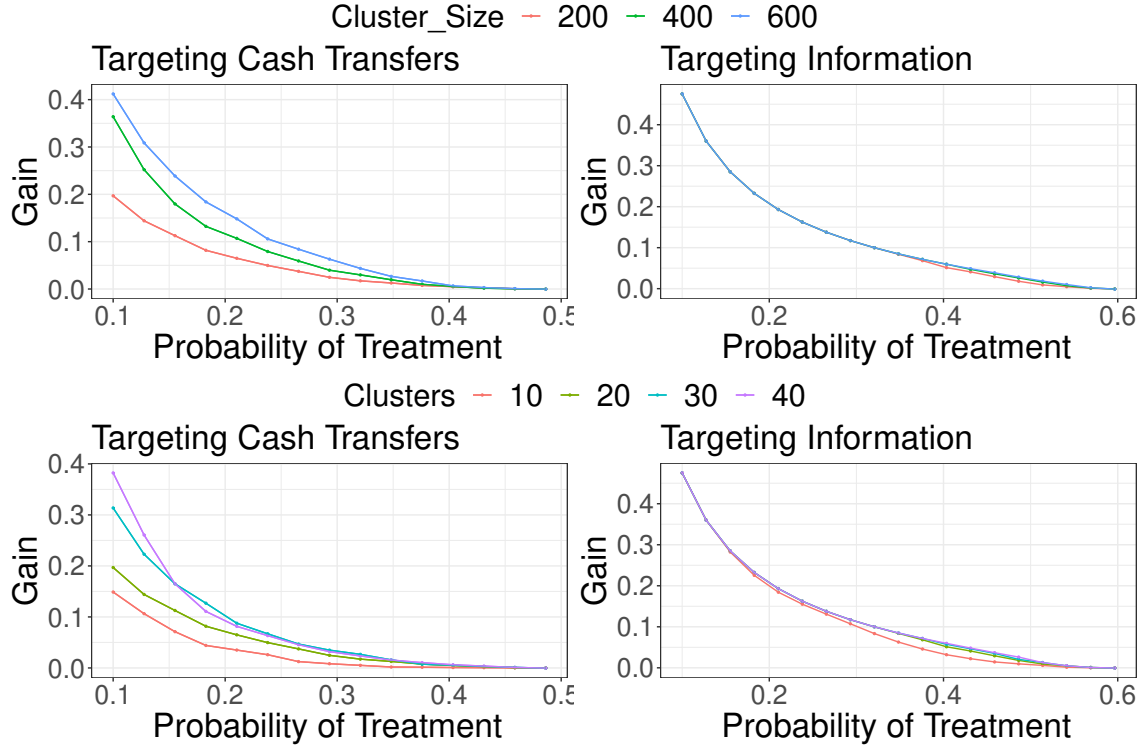 Cluster_Size 200 400 600
Targeting Cash Transfers
Targeting Information
Gain
0.4
0.3
0.2
0.1
0.0
0.1 0.2 0.3 0.4 0.5
Probability of Treatment
Gain
0.4
0.3
0.2
0.1
0.0
0.2 0.4 0.6
Probability of Treatment
Clusters 10 20 30 40
Targeting Cash Transfers
Targeting Information
Gain
0.4
0.3
0.2
0.1
0.0
0.1 0.2 0.3 0.4 0.5
Probability of Treatment
Gain
0.4
0.3
0.2
0.1
0.0
0.2 0.4 0.6
Probability of Treatment